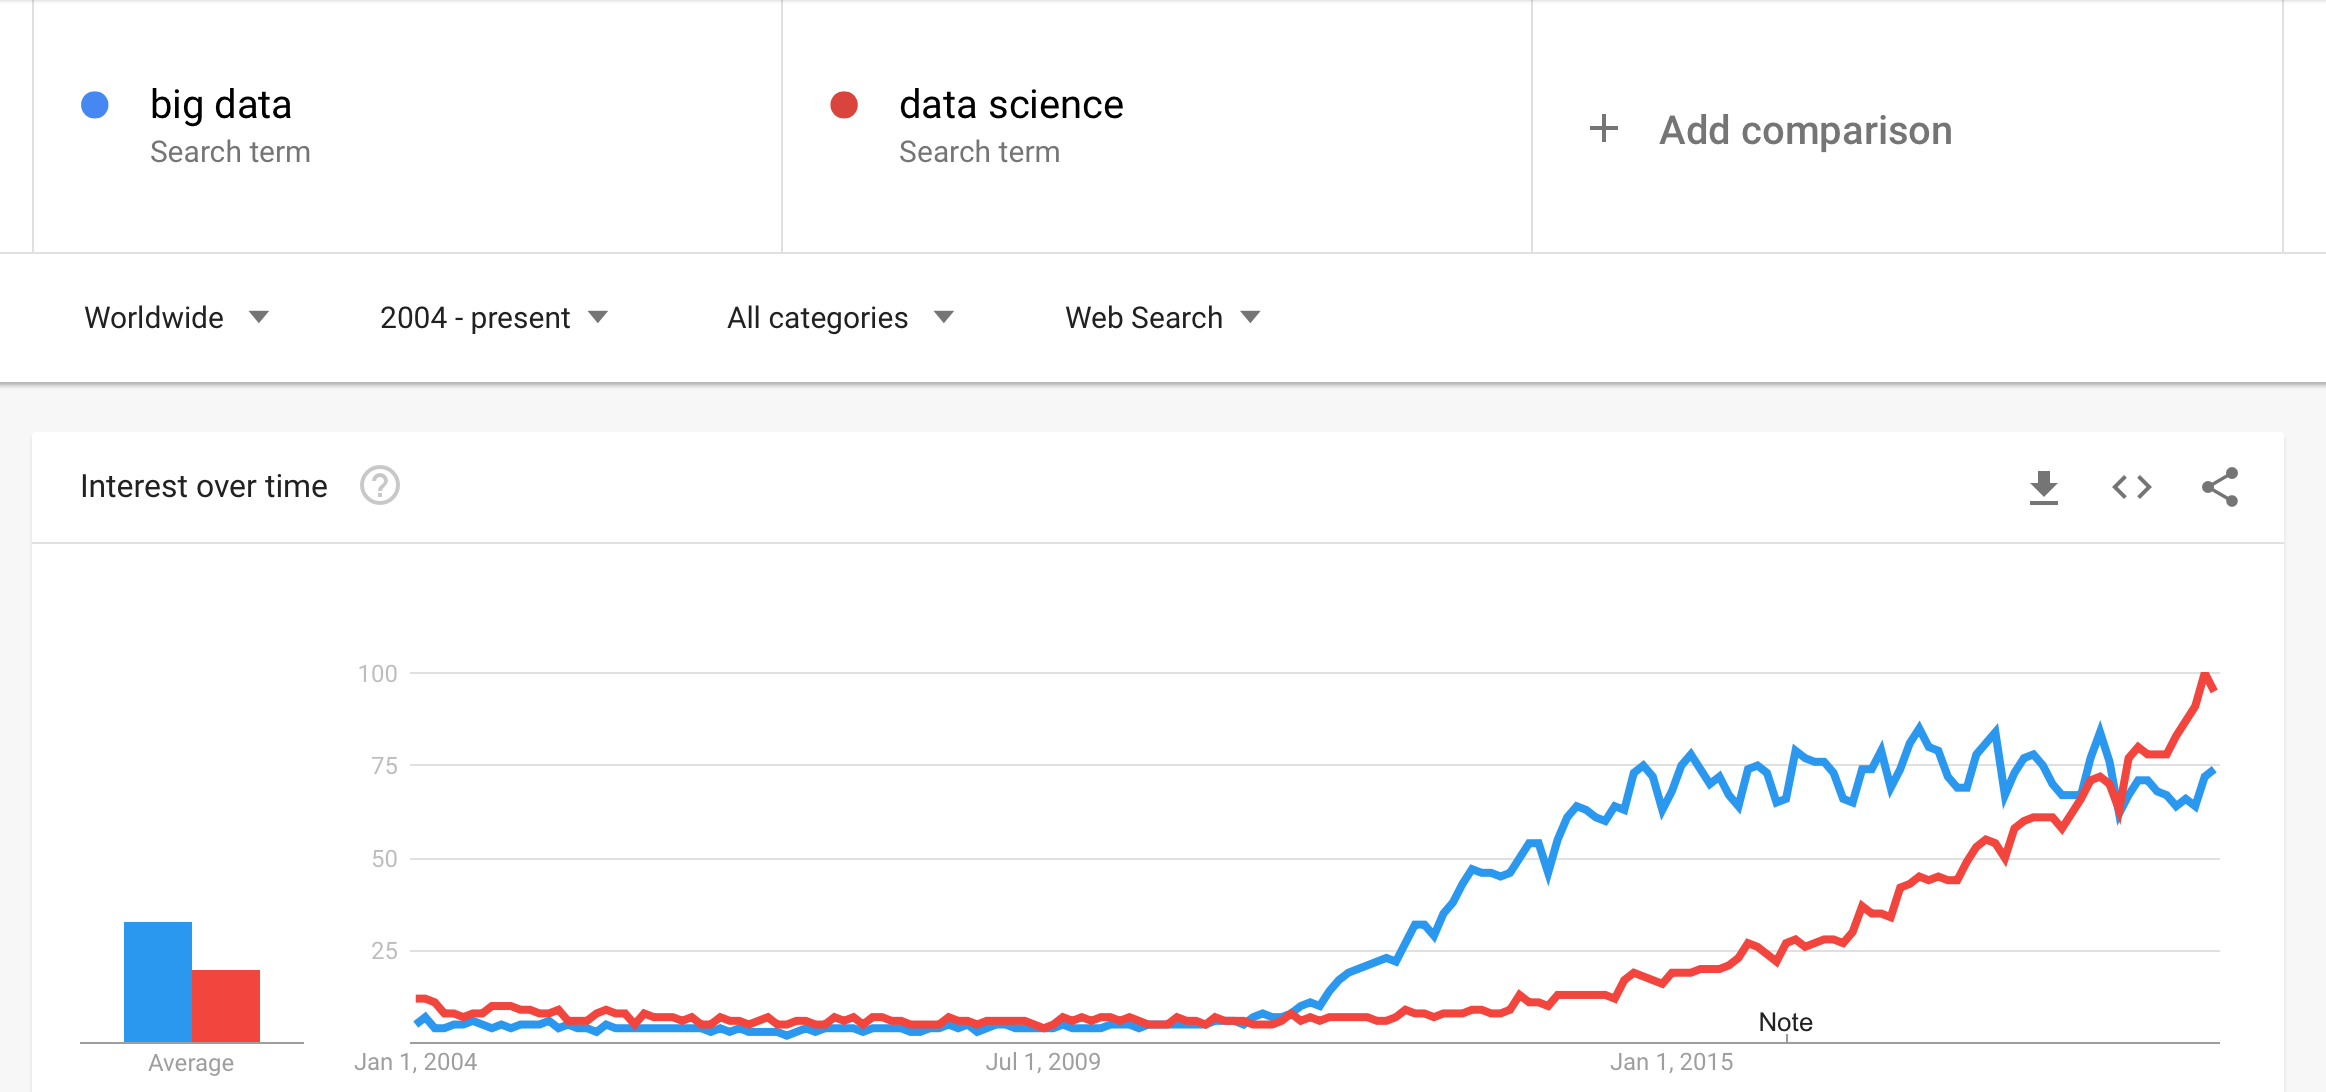 big data
Search term
data science
Search term
+ Add comparison
Worldwide
2004 - present
All categories
Web Search
Interest over time ?
100
75
50
25
Note
Average
Jan 1, 2004
Jul 1, 2009
Jan 1, 2015